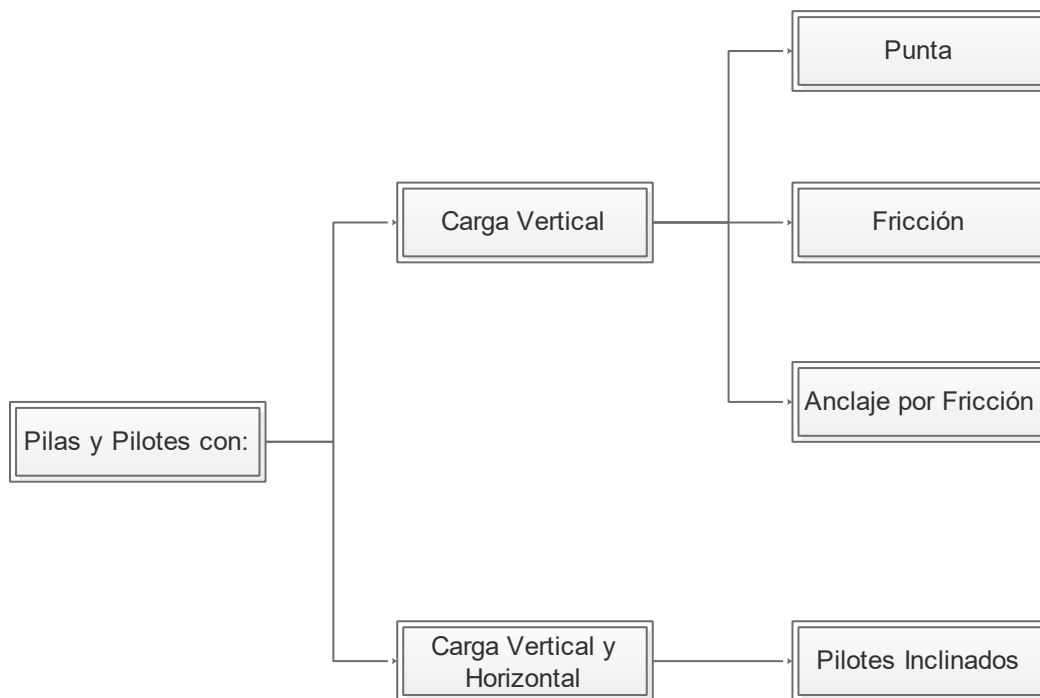 Punta
Carga Vertical
Fricción
Anclaje por Fricción
Pilas y Pilotes con:
Carga Vertical y
Horizontal
Pilotes Inclinados